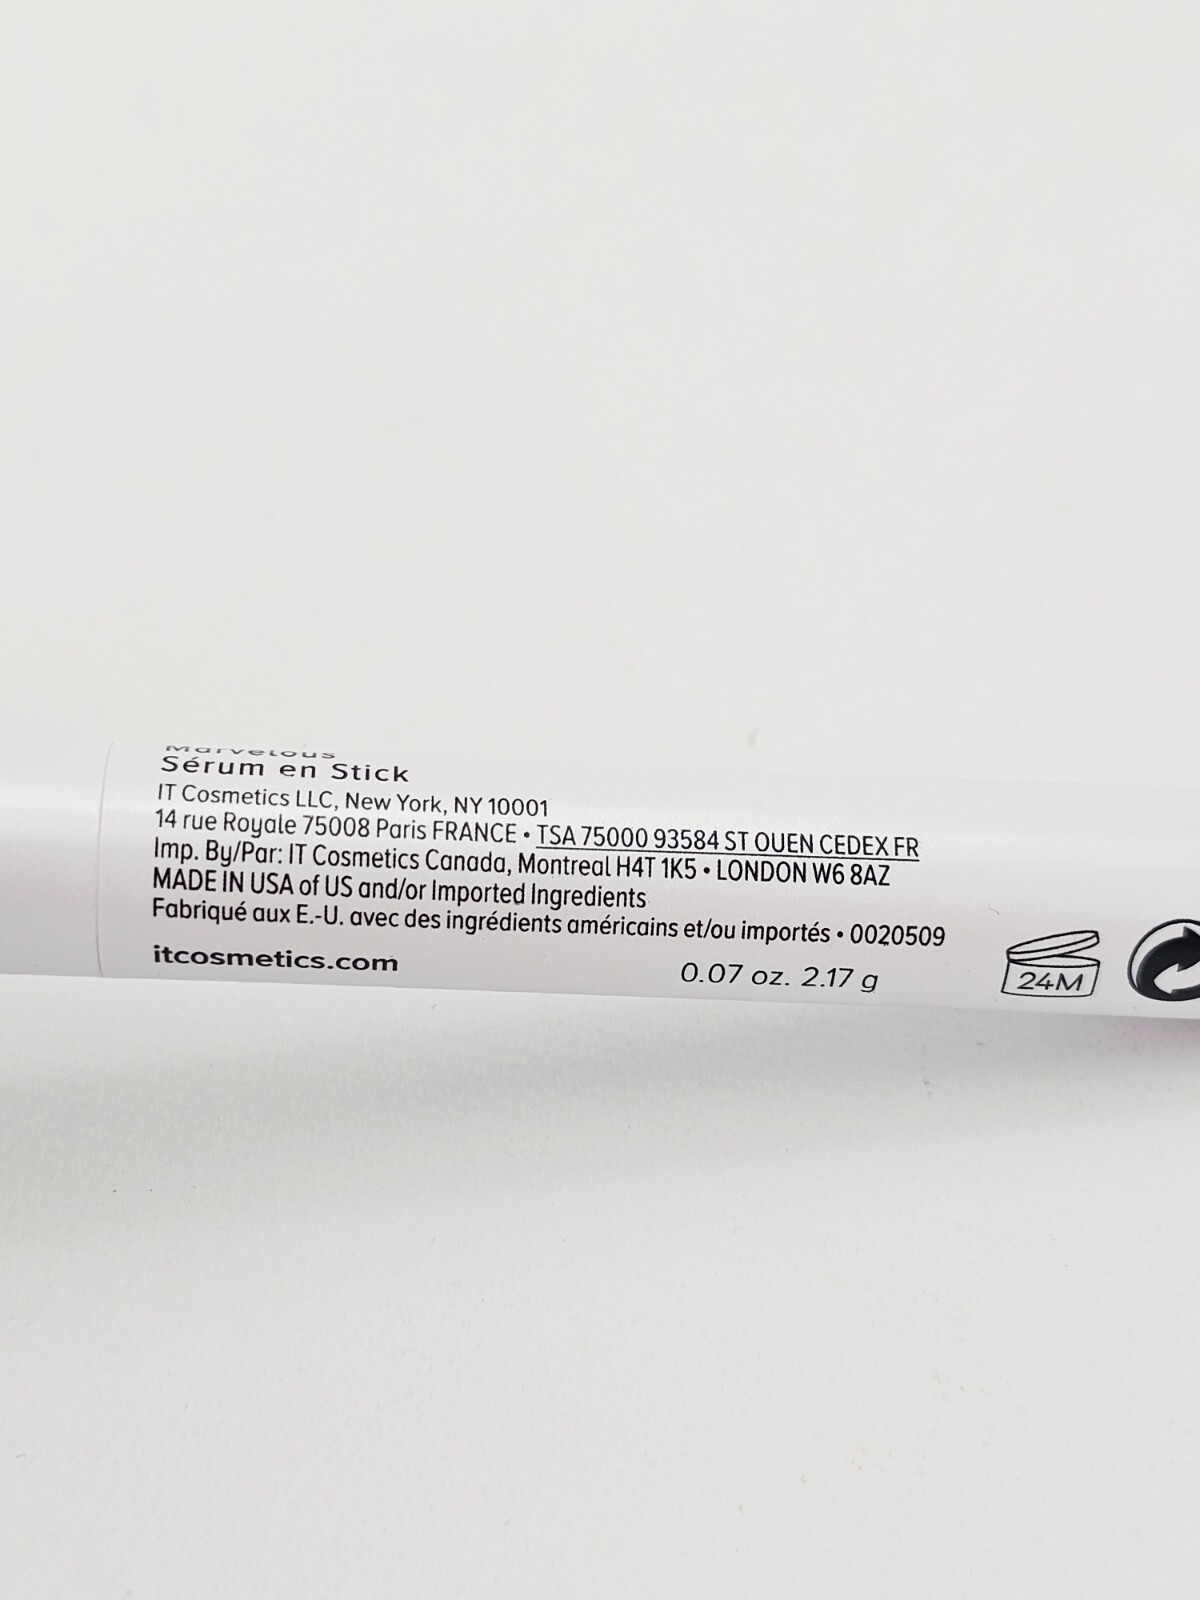 Marvelous
Sérum en Stick
IT Cosmetics LLC, New York, NY 10001
14 rue Royale 75008 Paris FRANCE • TSA 75000 93584 ST OUEN CEDEX FR
Imp. By/Par: IT Cosmetics Canada, Montreal H4T 1K5 • LONDON W6 8AZ
MADE IN USA of US and/or Imported Ingredients
Fabriqué aux E.-U. avec des ingrédients américains et/ou importés • 0020509
itcosmetics.com 0.07 oz. 2.17 g 24M